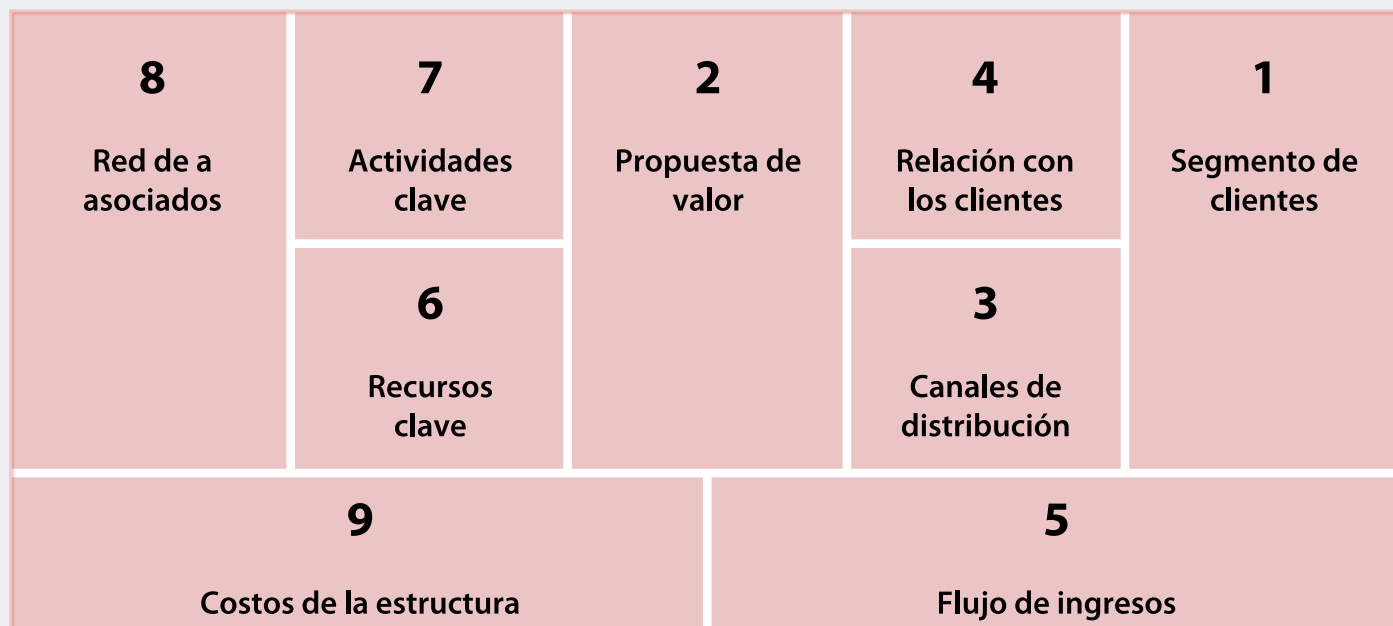 8
Red de a
asociados
7
Actividades
clave
6
Recursos
clave
2
Propuesta de
valor
4
Relación con
los clientes
3
Canales de
distribución
1
Segmento de
clientes
9
Costos de la estructura
5
Flujo de ingresos